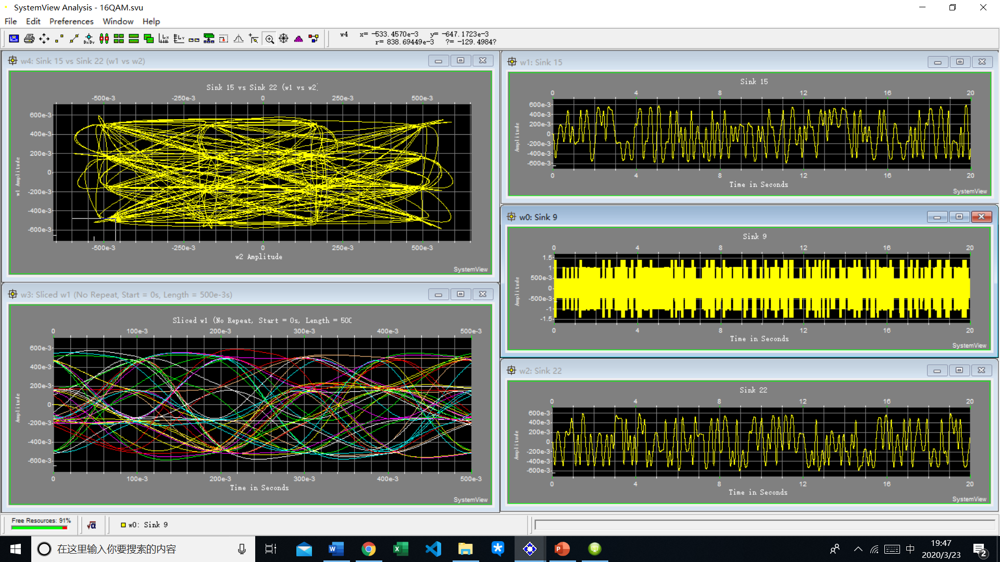 SystemView Analysis - 16QAM.svu
File Edit Preferences Window Help
w4 x= -533.4570e-3 y= -647.1723e-3
r= 838.69449e-3 ?= -129.4984?
w4: Sink 15 vs Sink 22 (w1 vs w2)
Sink 15 vs Sink 22 (w1 vs w2)
-500e-3 -250e-3 0 250e-3 500e-3
600e-3
400e-3
200e-3
0
-200e-3
-400e-3
-600e-3
w1 Amplitude
-500e-3 -250e-3 0 250e-3 500e-3
w2 Amplitude
SystemView
w3: Sliced w1 (No Repeat, Start = 0s, Length = 500e-3s)
Sliced w1 (No Repeat, Start = 0s, Length = 500
0 100e-3 200e-3 300e-3 400e-3 500e-3
600e-3
400e-3
200e-3
0
-200e-3
-400e-3
-600e-3
Amplitude
0 100e-3 200e-3 300e-3 400e-3 500e-3
Time in Seconds
SystemView
w1: Sink 15
Sink 15
0 4 8 12 16 20
600e-3
400e-3
200e-3
0
-200e-3
-400e-3
-600e-3
Amplitude
0 4 8 12 16 20
Time in Seconds
SystemView
w0: Sink 9
Sink 9
0 4 8 12 16 20
1.5
1
500e-3
0
-500e-3
-1
-1.5
Amplitude
0 4 8 12 16 20
Time in Seconds
SystemView
w2: Sink 22
Sink 22
0 4 8 12 16 20
600e-3
400e-3
200e-3
0
-200e-3
-400e-3
-600e-3
Amplitude
0 4 8 12 16 20
Time in Seconds
SystemView
Free Resources: 91%
√α
w0: Sink 9
在这里输入你要搜索的内容
中
19:47
2020/3/23
2